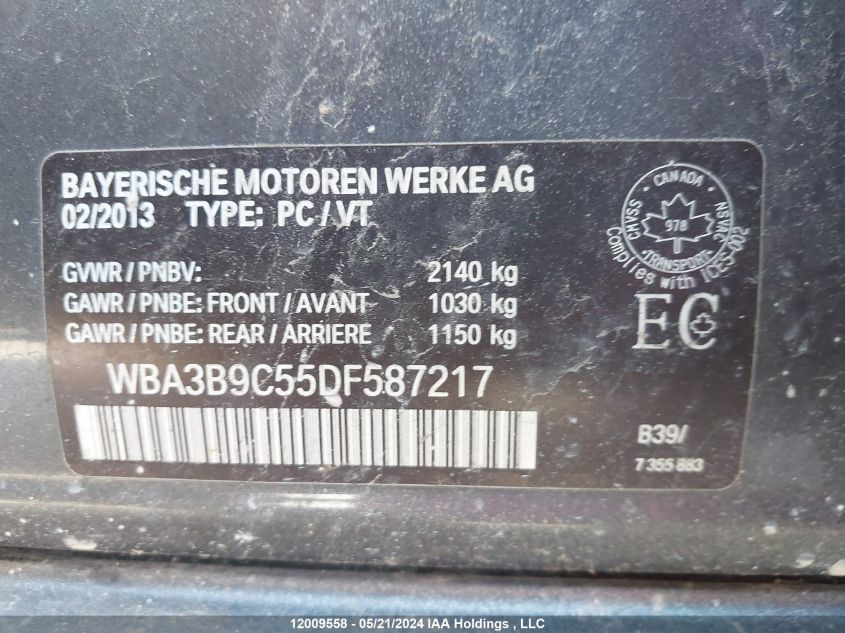 BAYERISCHE MOTOREN WERKE AG
02/2013 TYPE: PC / VT
GVWR / PNBV: 2140 kg
GAWR / PNBE: FRONT / AVANT 1030 kg
GAWR / PNBE: REAR / ARRIERE 1150 kg
WBA3B9C55DF587217
CANADA
CMVSS
NSVAC
978
TRANSPORT
Complies with ICES-002
EC
B39/
7 355 883
12009558 - 05/21/2024 IAA Holdings , LLC